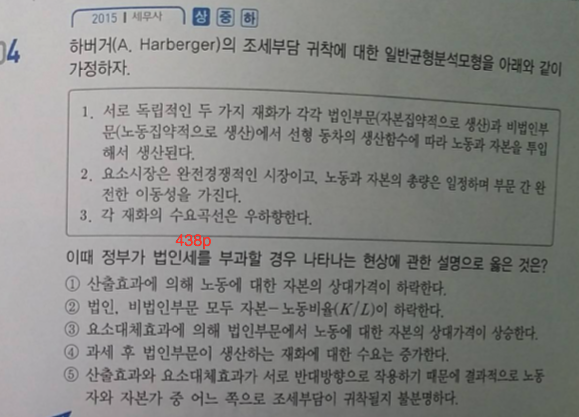 2015 | 세무사 상 중 하
04 하버거(A. Harberger)의 조세부담 귀착에 대한 일반균형분석모형을 아래와 같이
가정하자.
1. 서로 독립적인 두 가지 재화가 각각 법인부문(자본집약적으로 생산)과 비법인부
문(노동집약적으로 생산)에서 선형 동차의 생산함수에 따라 노동과 자본을 투입
해서 생산된다.
2. 요소시장은 완전경쟁적인 시장이고, 노동과 자본의 총량은 일정하며 부문 간 완
전한 이동성을 가진다.
3. 각 재화의 수요곡선은 우하향한다.
438p
이때 정부가 법인세를 부과할 경우 나타나는 현상에 관한 설명으로 옳은 것은?
① 산출효과에 의해 노동에 대한 자본의 상대가격이 하락한다.
② 법인, 비법인부문 모두 자본-노동비율(K/L)이 하락한다.
③ 요소대체효과에 의해 법인부문에서 노동에 대한 자본의 상대가격이 상승한다.
④ 과세 후 법인부문이 생산하는 재화에 대한 수요는 증가한다.
⑤ 산출효과와 요소대체효과가 서로 반대방향으로 작용하기 때문에 결과적으로 노동
자와 자본가 중 어느 쪽으로 조세부담이 귀착될지 불분명하다.